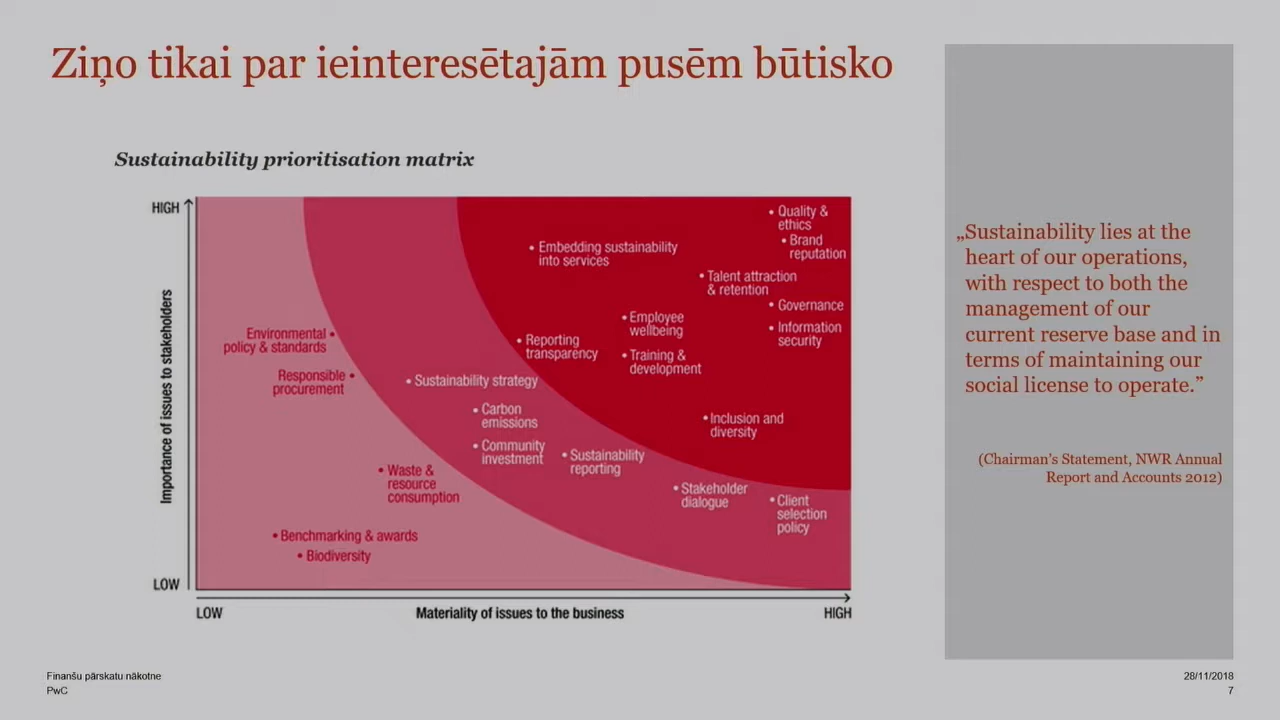 Ziņo tikai par ieinteresētajām pusēm būtisko
Sustainability prioritisation matrix
HIGH
Importance of issues to stakeholders
LOW
• Quality &
ethics
• Brand
reputation
• Embedding sustainability
into services
• Talent attraction
& retention
• Governance
• Employee
wellbeing
• Information
security
Environmental •
policy & standards
• Reporting
transparency
• Training &
development
Responsible •
procurement
• Sustainability strategy
• Carbon
emissions
• Inclusion and
diversity
• Community
investment
• Sustainability
reporting
• Waste &
resource
consumption
• Stakeholder
dialogue
• Client
selection
policy
• Benchmarking & awards
• Biodiversity
LOW
Materiality of issues to the business
HIGH
„Sustainability lies at the
heart of our operations,
with respect to both the
management of our
current reserve base and in
terms of maintaining our
social license to operate.”
(Chairman's Statement, NWR Annual
Report and Accounts 2012)
Finanšu pārskatu nākotne
PwC
28/11/2018
7